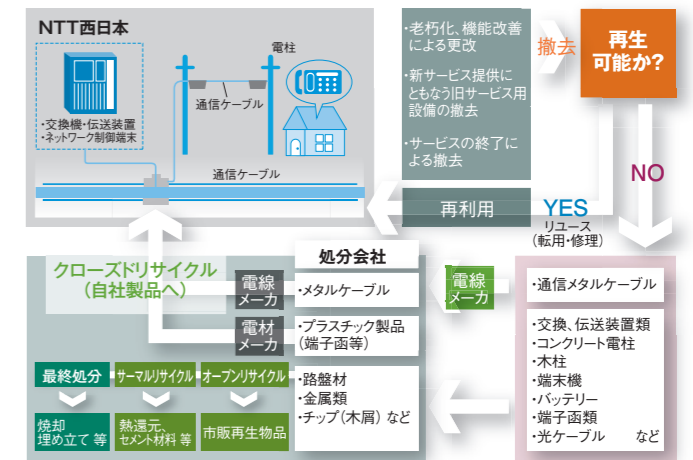 NTT西日本
電柱
通信ケーブル
・交換機・伝送装置
・ネットワーク制御端末
通信ケーブル
・老朽化、機能改善
による更改
・新サービス提供に
ともなう旧サービス用
設備の撤去
・サービスの終了に
よる撤去
撤去
再生
可能か?
NO
再利用
YES
リユース
(転用・修理)
クローズドリサイクル
(自社製品へ)
処分会社
電線
メーカ
・メタルケーブル
電線
メーカ
・通信メタルケーブル
電材
メーカ
・プラスチック製品
(端子函等)
・交換、伝送装置類
・コンクリート電柱
・木柱
・端末機
・バッテリー
・端子函類
・光ケーブル など
最終処分
サーマルリサイクル
オープンリサイクル
・路盤材
・金属類
・チップ(木屑)など
焼却
埋め立て 等
熱還元、
セメント材料 等
市販再生物品